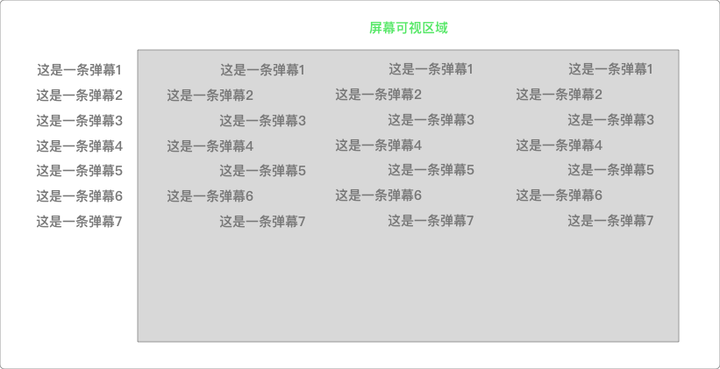 屏幕可视区域
这是一条弹幕1 这是一条弹幕1 这是一条弹幕1 这是一条弹幕1
这是一条弹幕2 这是一条弹幕2 这是一条弹幕2 这是一条弹幕2
这是一条弹幕3 这是一条弹幕3 这是一条弹幕3 这是一条弹幕3
这是一条弹幕4 这是一条弹幕4 这是一条弹幕4 这是一条弹幕4
这是一条弹幕5 这是一条弹幕5 这是一条弹幕5 这是一条弹幕5
这是一条弹幕6 这是一条弹幕6 这是一条弹幕6 这是一条弹幕6
这是一条弹幕7 这是一条弹幕7 这是一条弹幕7 这是一条弹幕7